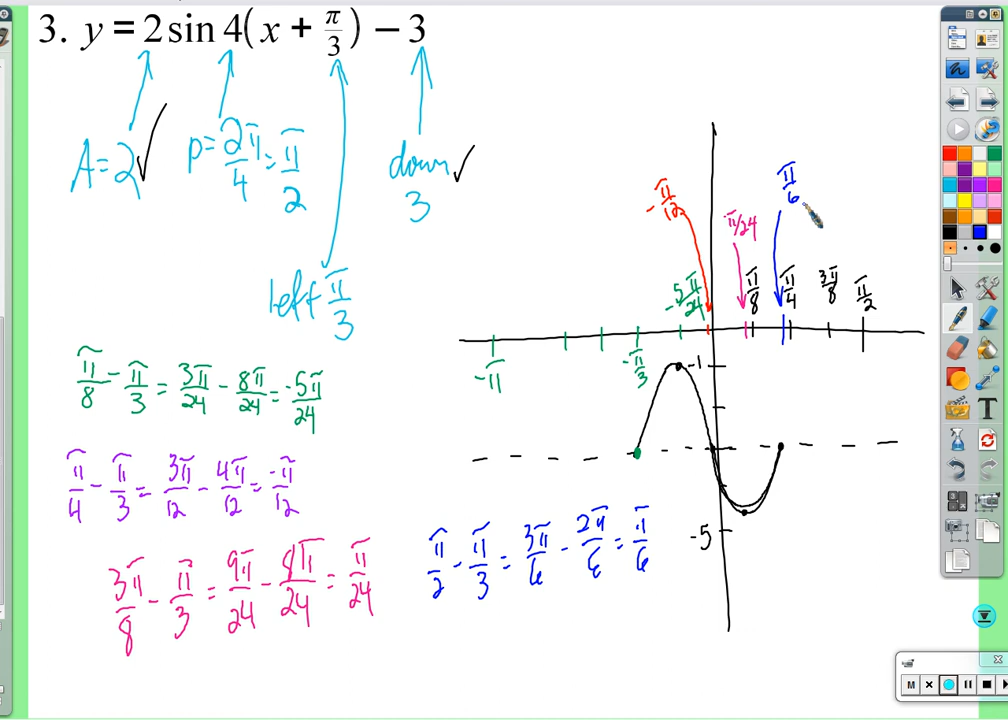 3. y = 2 sin 4(x + π/3) − 3
A = 2 ✓
P = 2π/4 = π/2
left π/3
down 3 ✓
-π/12
π/24
π/6
-5π/24
π/8
π/4
3π/8
π/2
-π
-π/3
-1
-5
π/8 - π/3 = 3π/24 - 8π/24 = -5π/24
π/4 - π/3 = 3π/12 - 4π/12 = -π/12
3π/8 - π/3 = 9π/24 - 8π/24 = π/24
π/2 - π/3 = 3π/6 - 2π/6 = π/6
T
M